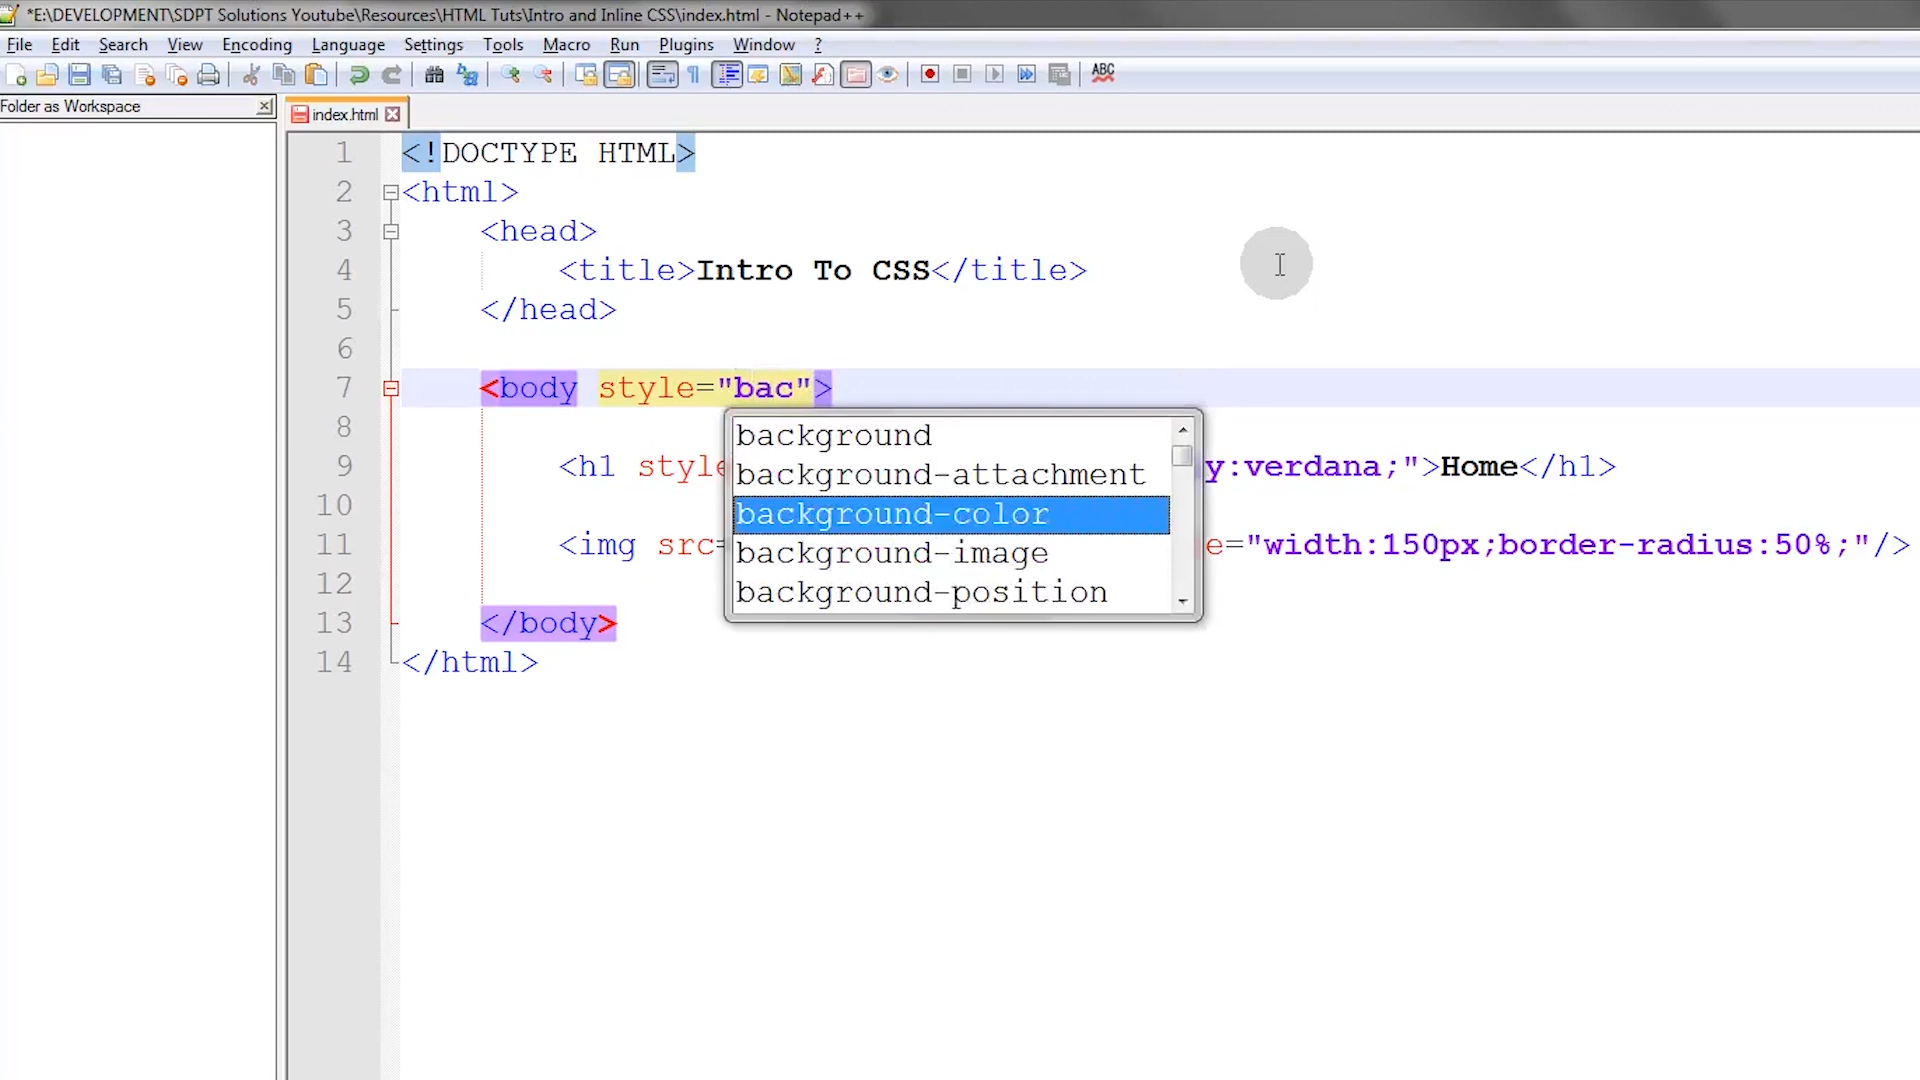 *E:\DEVELOPMENT\SDPT Solutions Youtube\Resources\HTML Tuts\Intro and Inline CSS\index.html - Notepad++
File Edit Search View Encoding Language Settings Tools Macro Run Plugins Window ?
ABC
Folder as Workspace
index.html
1 <!DOCTYPE HTML>
2 <html>
3 <head>
4 <title>Intro To CSS</title>
5 </head>
6
7 <body style="bac">
8
9 <h1 style y:verdana;">Home</h1>
10
11 <img src= e="width:150px;border-radius:50%;"/>
12
13 </body>
14 </html>
background
background-attachment
background-color
background-image
background-position